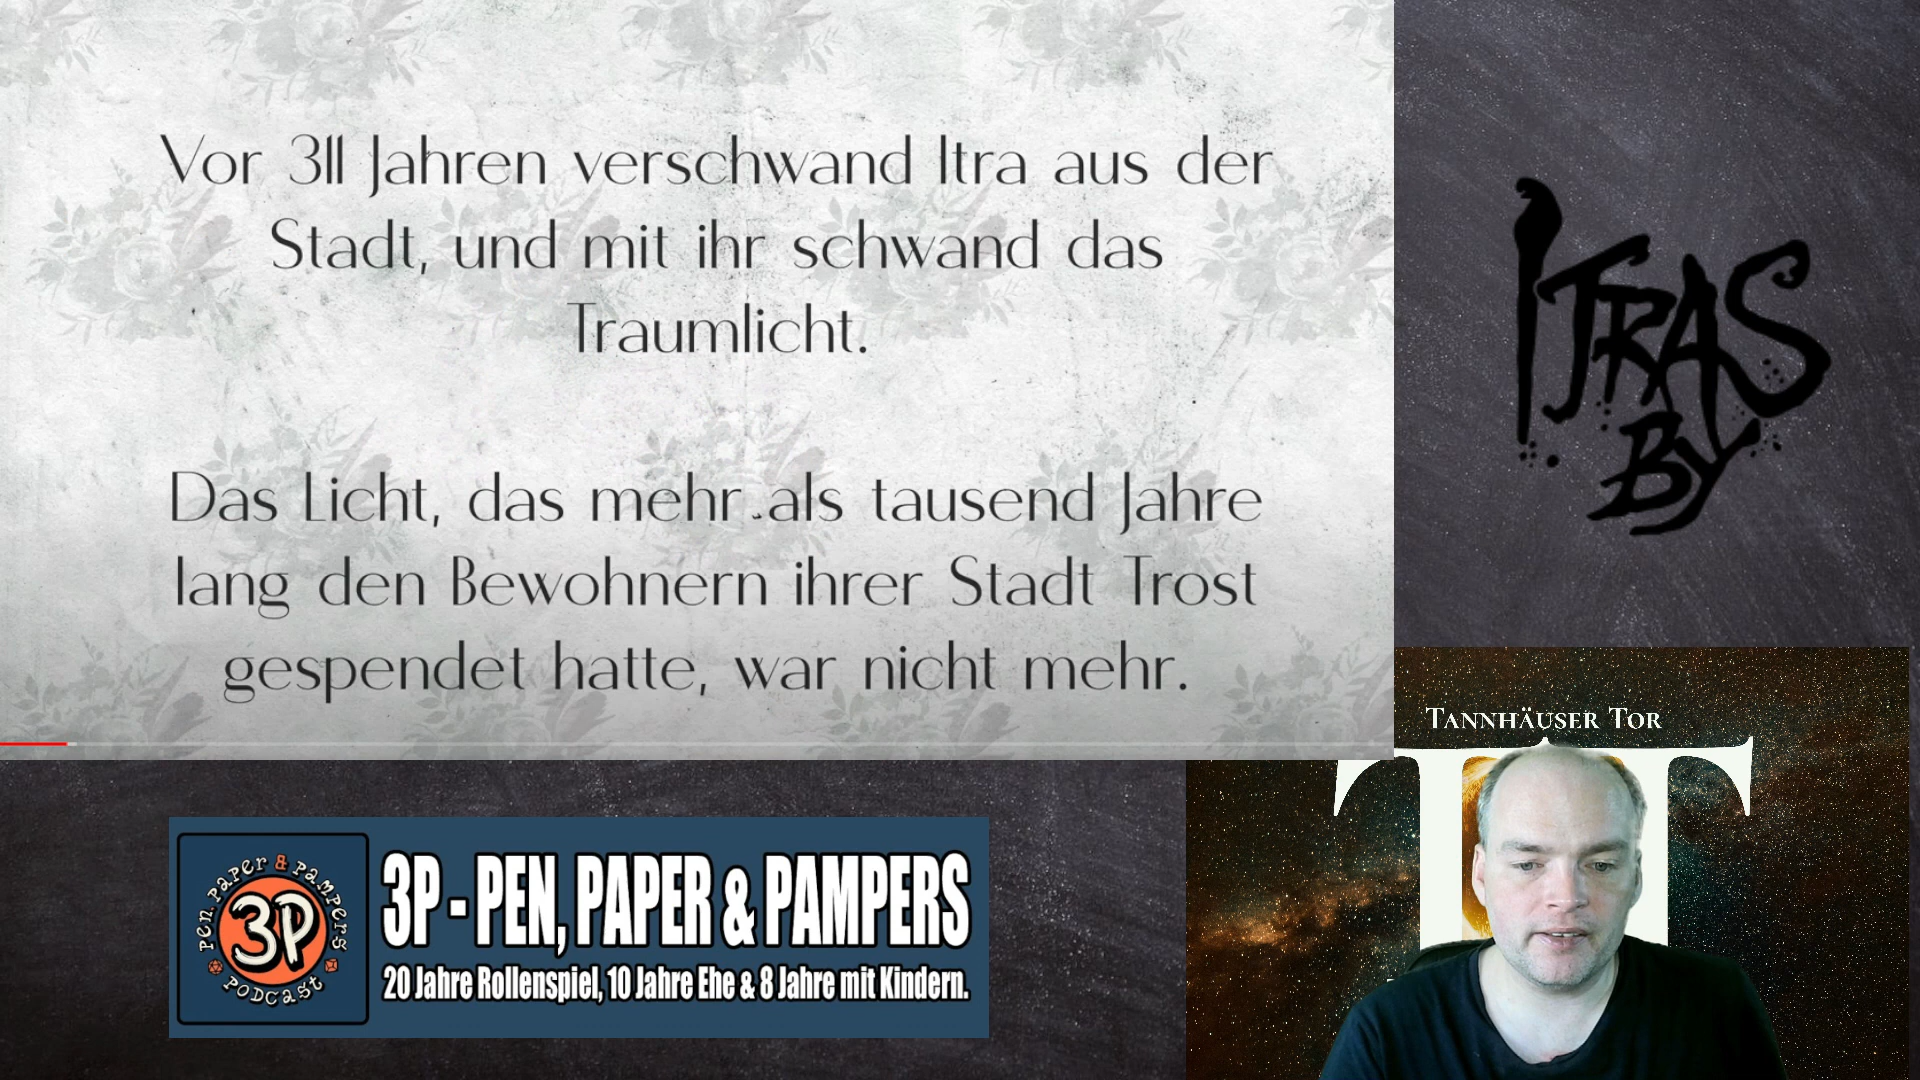 Vor 311 Jahren verschwand Itra aus der
Stadt, und mit ihr schwand das
Traumlicht.
Das Licht, das mehr als tausend Jahre
lang den Bewohnern ihrer Stadt Trost
gespendet hatte, war nicht mehr.
ITRAS
BY
TANNHÄUSER TOR
TT
Pen, Paper & Pampers
3P
PODCAST
3P - PEN, PAPER & PAMPERS
20 Jahre Rollenspiel, 10 Jahre Ehe & 8 Jahre mit Kindern.